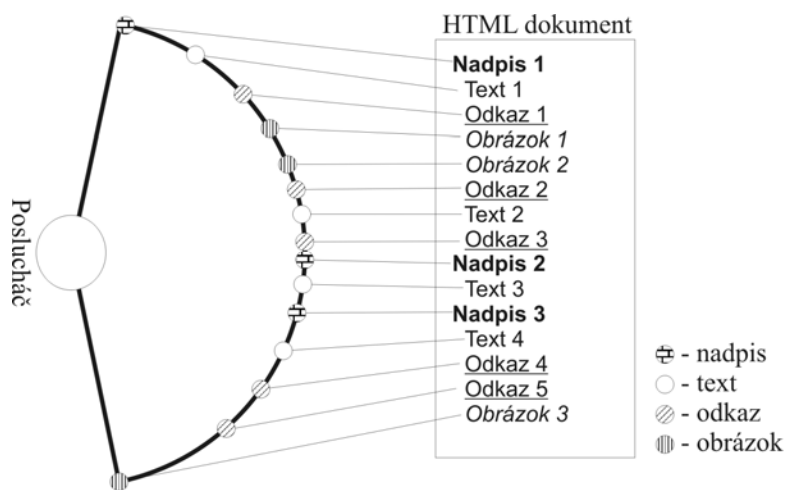 HTML dokument
Nadpis 1
Text 1
Odkaz 1
Obrázok 1
Obrázok 2
Odkaz 2
Text 2
Odkaz 3
Nadpis 2
Text 3
Nadpis 3
Text 4
Odkaz 4
Odkaz 5
Obrázok 3
Poslucháč
- nadpis
- text
- odkaz
- obrázok